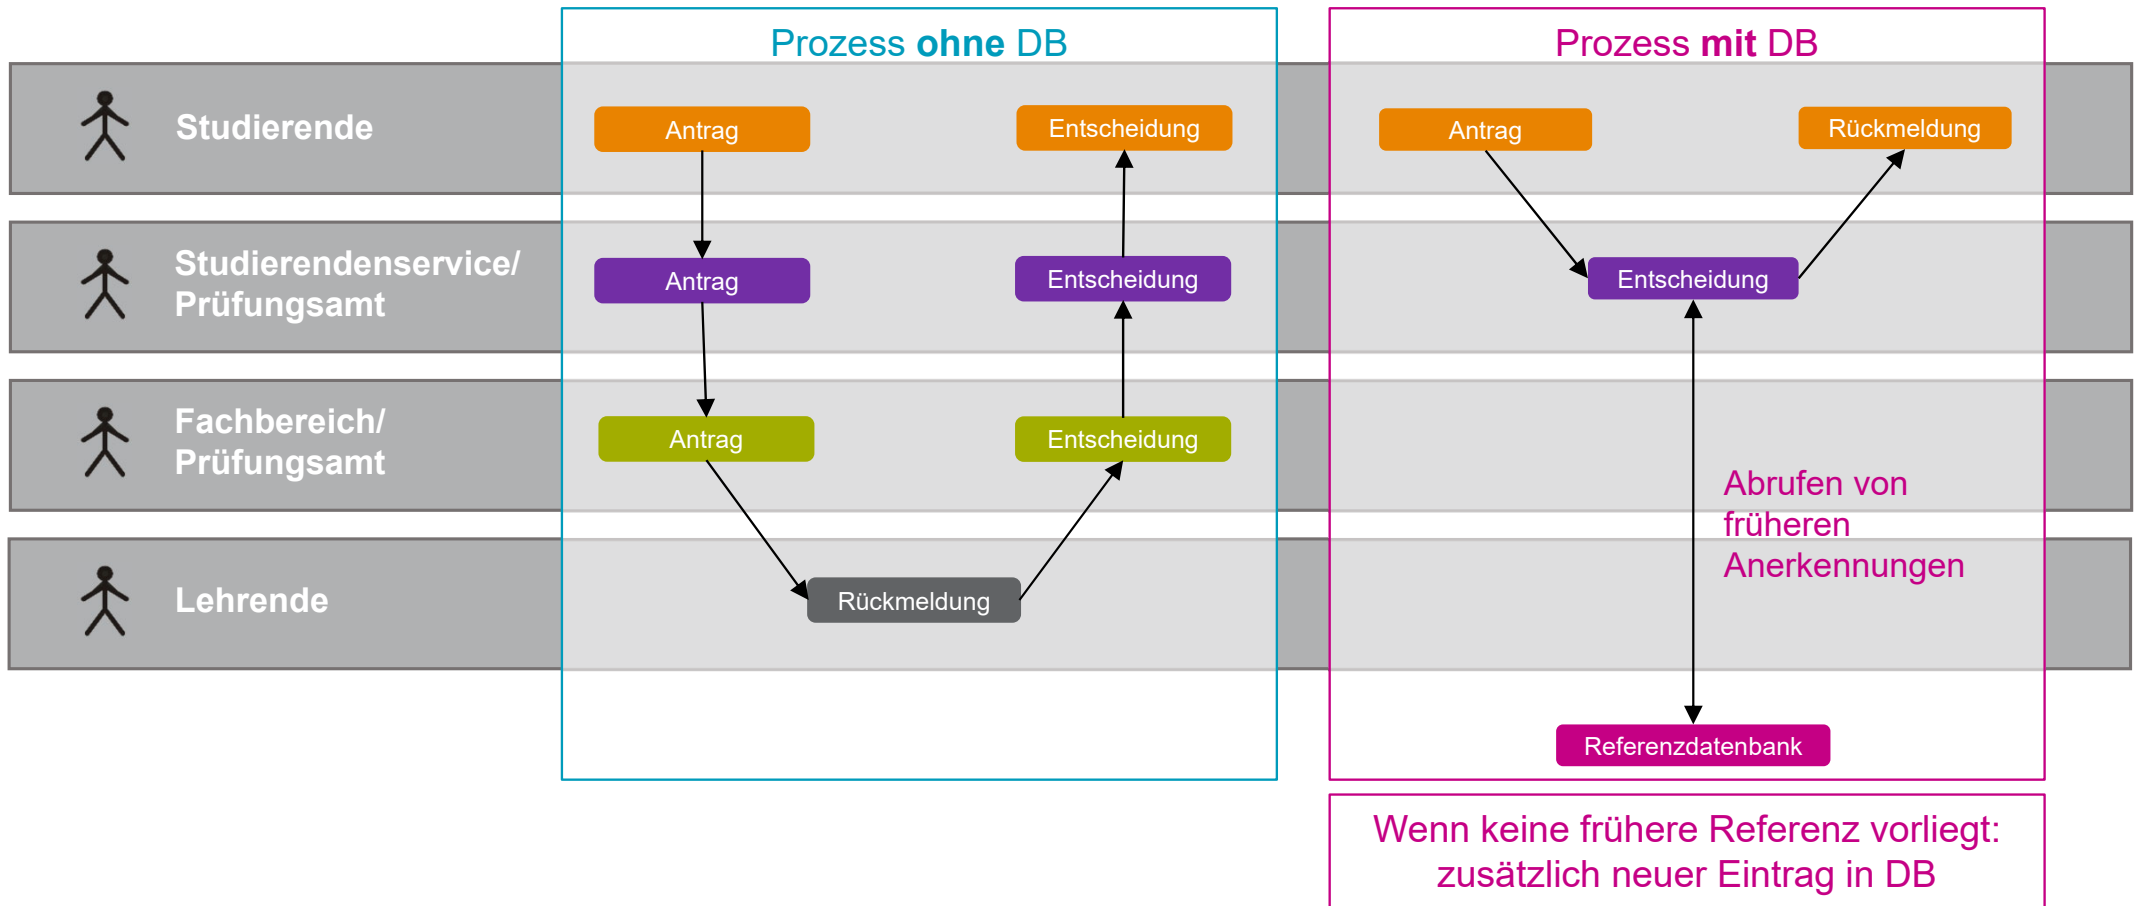 Prozess ohne DB
Prozess mit DB
Studierende
Antrag
Entscheidung
Antrag
Rückmeldung
Studierendenservice/
Prüfungsamt
Antrag
Entscheidung
Entscheidung
Fachbereich/
Prüfungsamt
Antrag
Entscheidung
Abrufen von
früheren
Anerkennungen
Lehrende
Rückmeldung
Referenzdatenbank
Wenn keine frühere Referenz vorliegt:
zusätzlich neuer Eintrag in DB